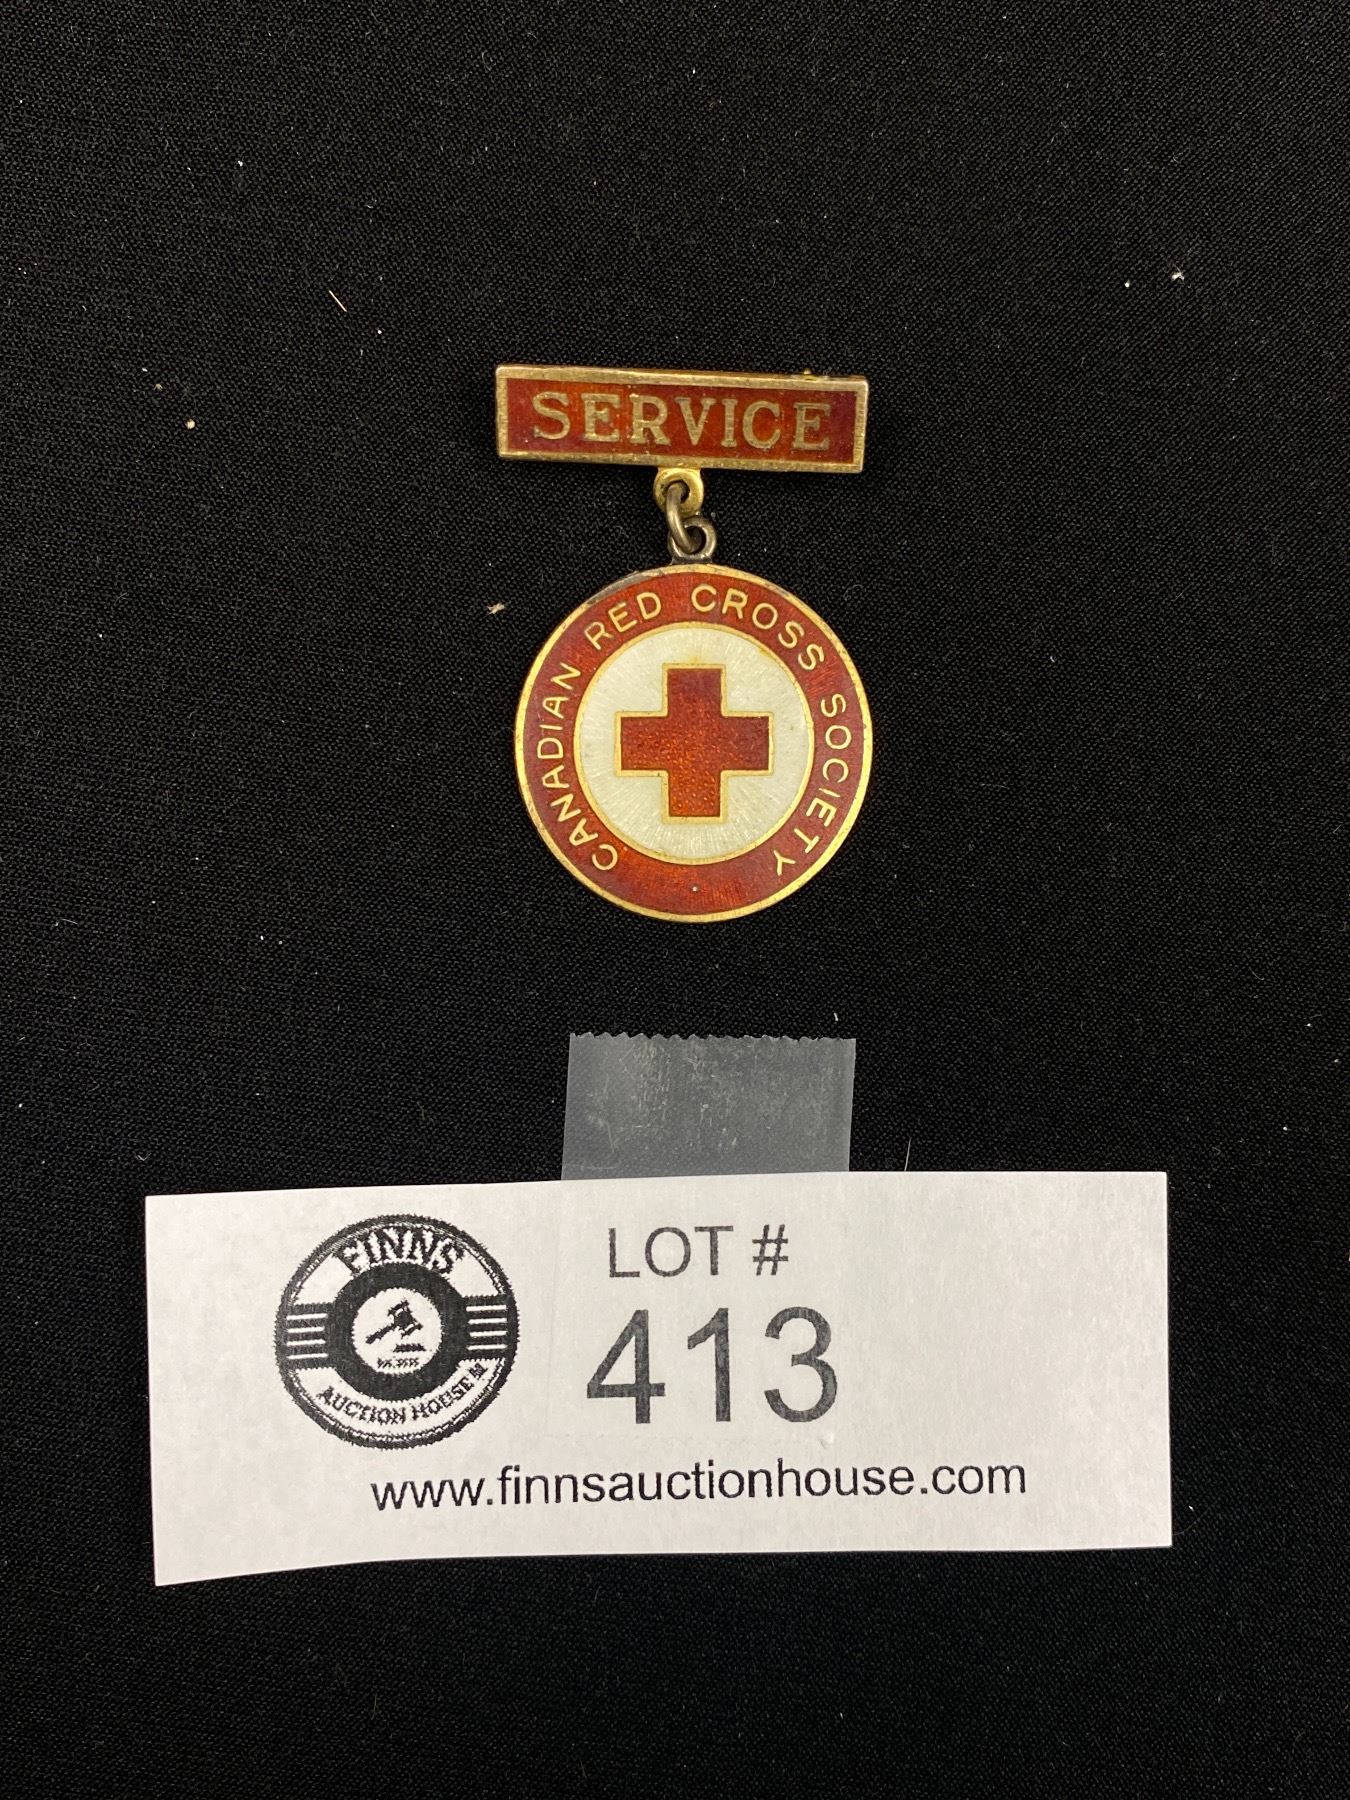 SERVICE
CANADIAN RED CROSS SOCIETY
FINNS
AUCTION HOUSE
LOT #
413
www.finnsauctionhouse.com